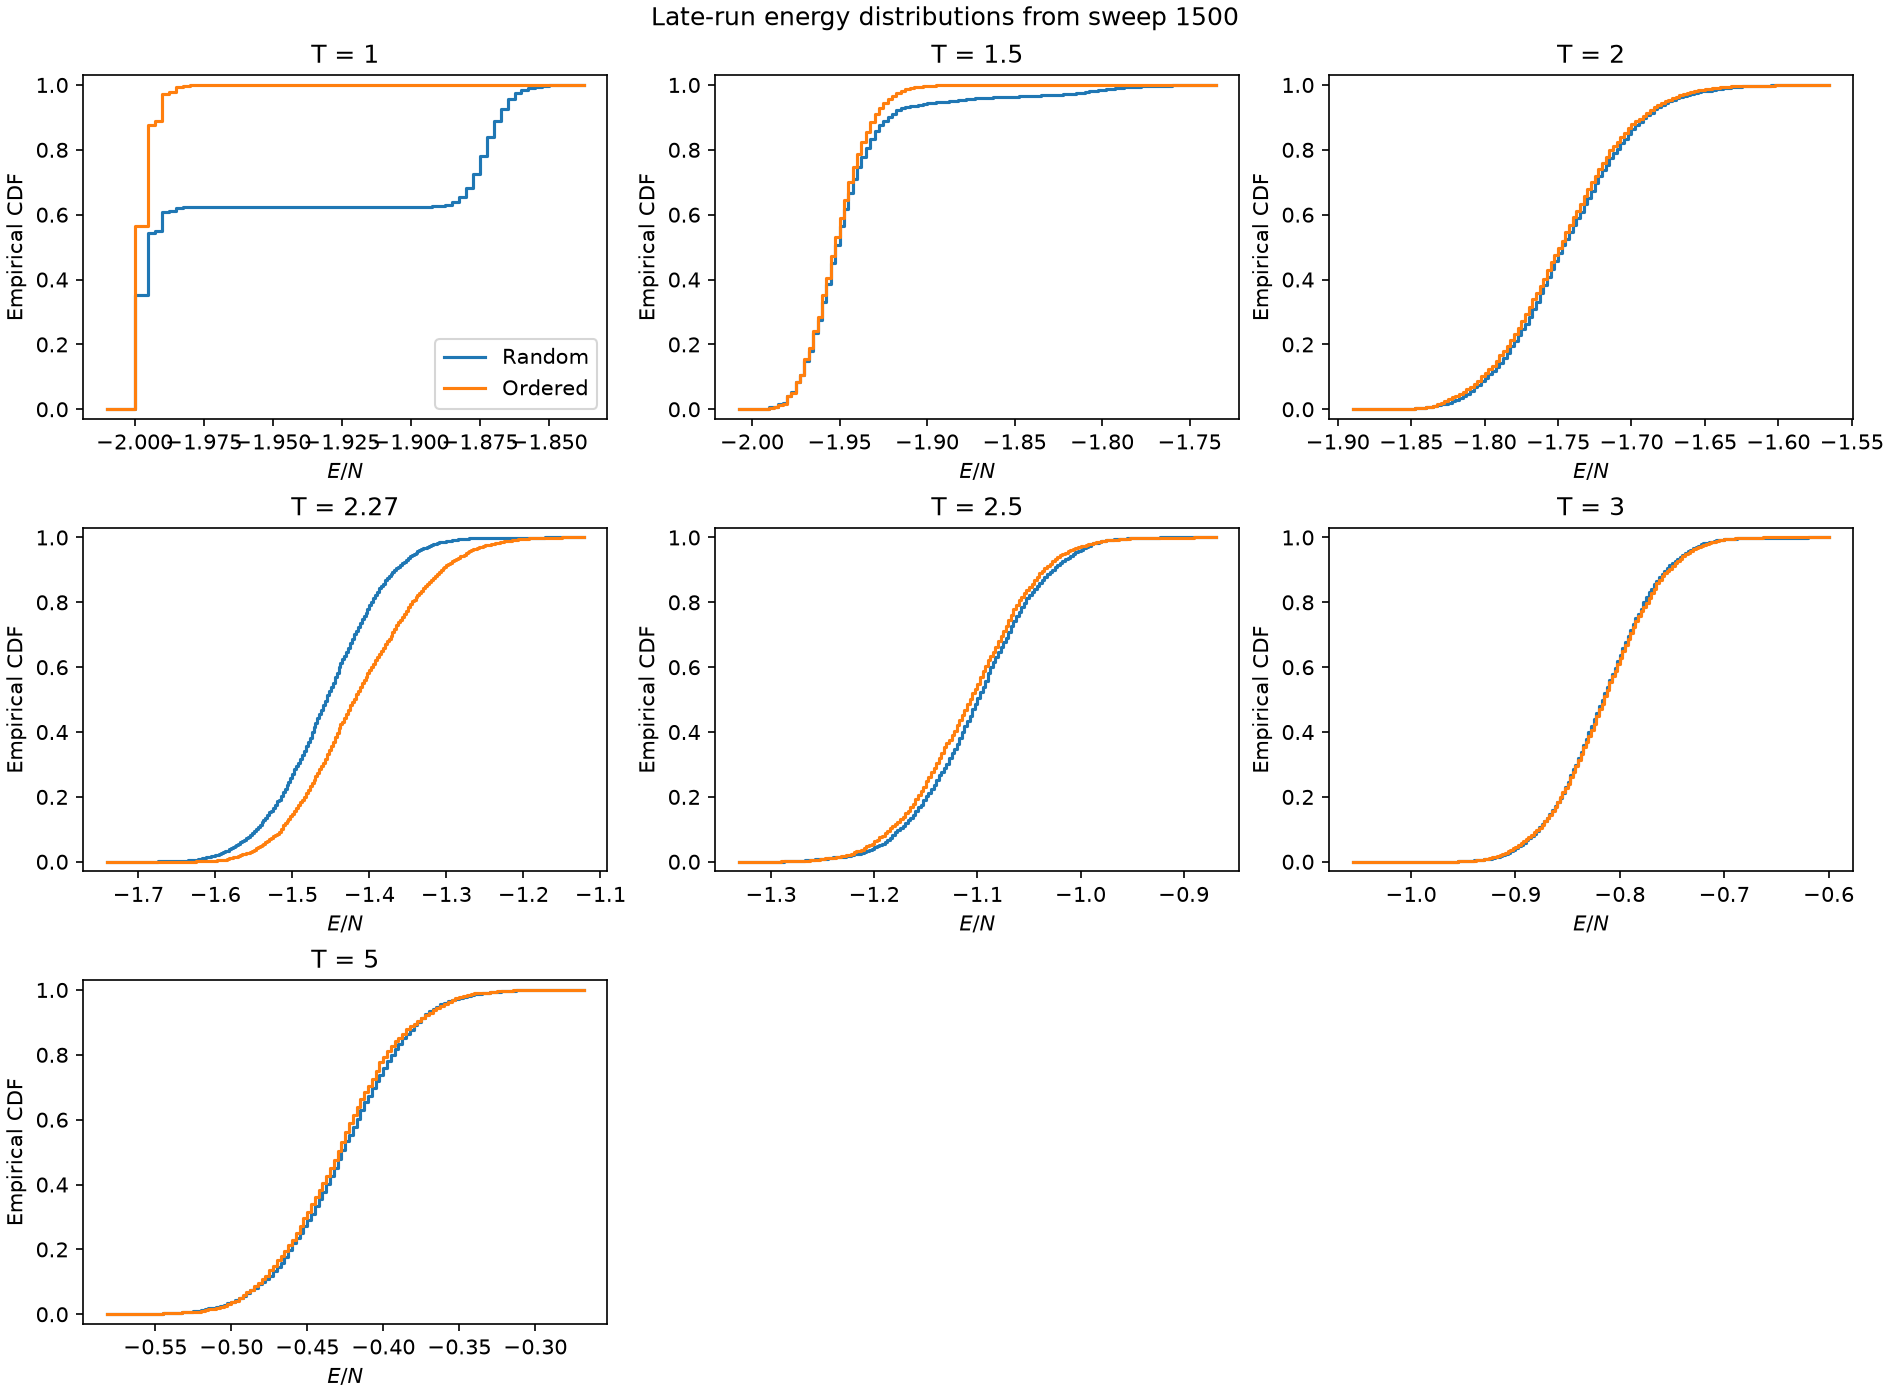 Late-run energy distributions from sweep 1500
T = 1
Empirical CDF
1.0
0.8
0.6
0.4
0.2
0.0
Random
Ordered
−2.000 −1.975 −1.950 −1.925 −1.900 −1.875 −1.850
E/N
T = 1.5
Empirical CDF
1.0
0.8
0.6
0.4
0.2
0.0
−2.00 −1.95 −1.90 −1.85 −1.80 −1.75
E/N
T = 2
Empirical CDF
1.0
0.8
0.6
0.4
0.2
0.0
−1.90 −1.85 −1.80 −1.75 −1.70 −1.65 −1.60 −1.55
E/N
T = 2.27
Empirical CDF
1.0
0.8
0.6
0.4
0.2
0.0
−1.7 −1.6 −1.5 −1.4 −1.3 −1.2 −1.1
E/N
T = 2.5
Empirical CDF
1.0
0.8
0.6
0.4
0.2
0.0
−1.3 −1.2 −1.1 −1.0 −0.9
E/N
T = 3
Empirical CDF
1.0
0.8
0.6
0.4
0.2
0.0
−1.0 −0.9 −0.8 −0.7 −0.6
E/N
T = 5
Empirical CDF
1.0
0.8
0.6
0.4
0.2
0.0
−0.55 −0.50 −0.45 −0.40 −0.35 −0.30
E/N